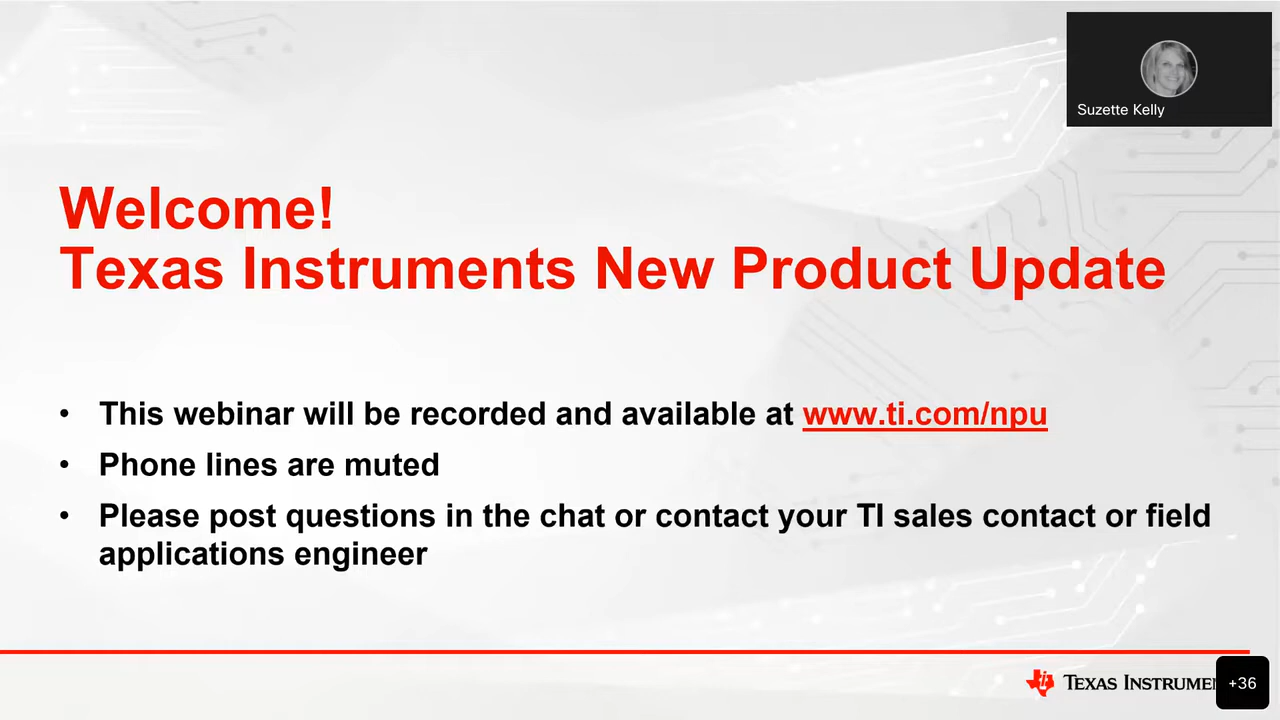 Suzette Kelly
Welcome!
Texas Instruments New Product Update
• This webinar will be recorded and available at www.ti.com/npu
• Phone lines are muted
• Please post questions in the chat or contact your TI sales contact or field
applications engineer
TEXAS INSTRUMEN
+36